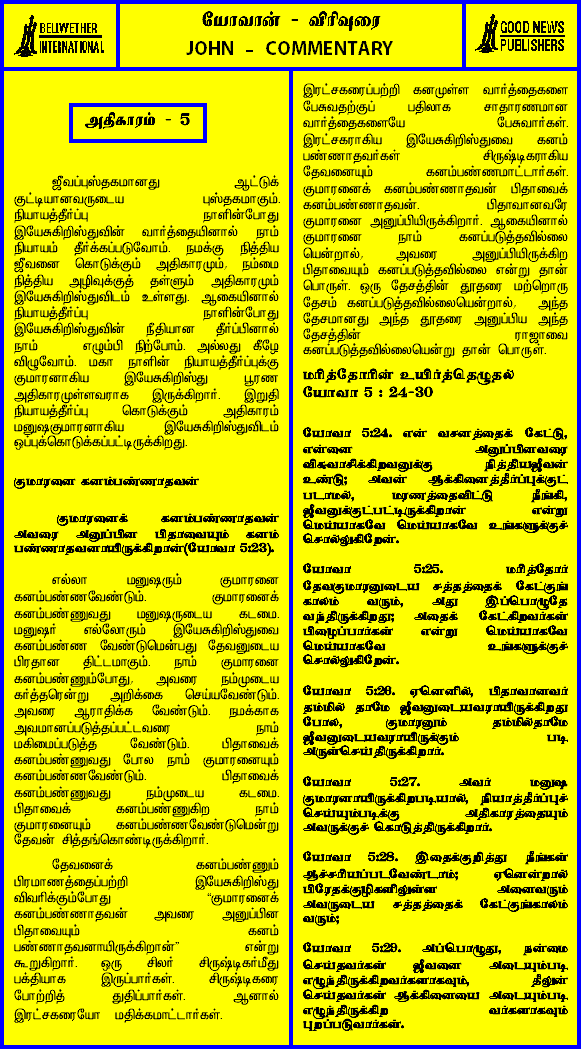 BELWETHER
INTERNATIONAL
யோவான் - விரிவுரை
JOHN – COMMENTARY
GOOD NEWS
PUBLISHERS
அதிகாரம் - 5
ஜீவப்புஸ்தகமானது ஆட்டுக்
குட்டியானவருடைய புஸ்தகமாகும்.
நியாயத்தீர்ப்பு நாளின்போது
இயேசுகிறிஸ்துவின் வார்த்தையினால் நாம்
நியாயம் தீர்க்கப்படுவோம். நமக்கு நித்திய
ஜீவனை கொடுக்கும் அதிகாரமும், நம்மை
நித்திய அழிவுக்குத் தள்ளும் அதிகாரமும்
இயேசுகிறிஸ்துவிடம் உள்ளது. ஆகையினால்
நியாயத்தீர்ப்பு நாளின்போது
இயேசுகிறிஸ்துவின் நீதியான தீர்ப்பினால்
நாம் எழும்பி நிற்போம். அல்லது கீழே
விழுவோம். மகா நாளின் நியாயத்தீர்ப்புக்கு
குமாரனாகிய இயேசுகிறிஸ்து பூரண
அதிகாரமுள்ளவராக இருக்கிறார். இறுதி
நியாயத்தீர்ப்பு கொடுக்கும் அதிகாரம்
மனுஷகுமாரனாகிய இயேசுகிறிஸ்துவிடம்
ஒப்புக்கொடுக்கப்பட்டிருக்கிறது.
குமாரனை கனம்பண்ணாதவன்
குமாரனைக் கனம்பண்ணாதவன்
அவரை அனுப்பின பிதாவையும் கனம்
பண்ணாதவனாயிருக்கிறான்(யோவா 5:23).
எல்லா மனுஷரும் குமாரனை
கனம்பண்ணவேண்டும். குமாரனைக்
கனம்பண்ணுவது மனுஷருடைய கடமை.
மனுஷர் எல்லோரும் இயேசுகிறிஸ்துவை
கனம்பண்ண வேண்டுமென்பது தேவனுடைய
பிரதான திட்டமாகும். நாம் குமாரனை
கனம்பண்ணும்போது, அவரை நம்முடைய
கர்த்தரென்று அறிக்கை செய்யவேண்டும்.
அவரை ஆராதிக்க வேண்டும். நமக்காக
அவமானப்படுத்தப்பட்டவரை நாம்
மகிமைப்படுத்த வேண்டும். பிதாவைக்
கனம்பண்ணுவது போல நாம் குமாரனையும்
கனம்பண்ணவேண்டும். பிதாவைக்
கனம்பண்ணுவது நம்முடைய கடமை.
பிதாவைக் கனம்பண்ணுகிற நாம்
குமாரனையும் கனம்பண்ணவேண்டுமென்று
தேவன் சித்தங்கொண்டிருக்கிறார்.
தேவனைக் கனம்பண்ணும்
பிரமாணத்தைப்பற்றி இயேசுகிறிஸ்து
விவரிக்கும்போது “குமாரனைக்
கனம்பண்ணாதவன் அவரை அனுப்பின
பிதாவையும் கனம்
பண்ணாதவனாயிருக்கிறான்” என்று
கூறுகிறார். ஒரு சிலர் சிருஷ்டிகர்மீது
பக்தியாக இருப்பார்கள். சிருஷ்டிகரை
போற்றித் துதிப்பார்கள். ஆனால்
இரட்சகரையோ மதிக்கமாட்டார்கள்.
இரட்சகரைப்பற்றி கனமுள்ள வார்த்தைகளை
பேசுவதற்குப் பதிலாக சாதாரணமான
வார்த்தைகளையே பேசுவார்கள்.
இரட்சகராகிய இயேசுகிறிஸ்துவை கனம்
பண்ணாதவர்கள் சிருஷ்டிகராகிய
தேவனையும் கனம்பண்ணமாட்டார்கள்.
குமாரனைக் கனம்பண்ணாதவன் பிதாவைக்
கனம்பண்ணாதவன். பிதாவானவரே
குமாரனை அனுப்பியிருக்கிறார். ஆகையினால்
குமாரனை நாம் கனப்படுத்தவில்லை
யென்றால், அவரை அனுப்பியிருக்கிற
பிதாவையும் கனப்படுத்தவில்லை என்று தான்
பொருள். ஒரு தேசத்தின் தூதரை மற்றொரு
தேசம் கனப்படுத்தவில்லையென்றால், அந்த
தேசமானது அந்த தூதரை அனுப்பிய அந்த
தேசத்தின் ராஜாவை
கனப்படுத்தவில்லையென்று தான் பொருள்.
மரித்தோரின் உயிர்த்தெழுதல்
யோவா 5 : 24-30
யோவா 5:24. என் வசனத்தைக் கேட்டு,
என்னை அனுப்பினவரை
விசுவாசிக்கிறவனுக்கு நித்தியஜீவன்
உண்டு; அவன் ஆக்கினைத்தீர்ப்புக்குட்
படாமல், மரணத்தைவிட்டு நீங்கி,
ஜீவனுக்குட்பட்டிருக்கிறான் என்று
மெய்யாகவே மெய்யாகவே உங்களுக்குச்
சொல்லுகிறேன்.
யோவா 5:25. மரித்தோர்
தேவகுமாரனுடைய சத்தத்தைக் கேட்குங்
காலம் வரும், அது இப்பொழுதே
வந்திருக்கிறது; அதைக் கேட்கிறவர்கள்
பிழைப்பார்கள் என்று மெய்யாகவே
மெய்யாகவே உங்களுக்குச்
சொல்லுகிறேன்.
யோவா 5:26. ஏனெனில், பிதாவானவர்
தம்மில் தாமே ஜீவனுடையவராயிருக்கிறது
போல, குமாரனும் தம்மில்தாமே
ஜீவனுடையவராயிருக்கும் படி
அருள்செய்திருக்கிறார்.
யோவா 5:27. அவர் மனுஷ
குமாரனாயிருக்கிறபடியால், நியாத்தீர்ப்புச்
செய்யும்படிக்கு அதிகாரத்தையும்
அவருக்குக் கொடுத்திருக்கிறார்.
யோவா 5:28. இதைக்குறித்து நீங்கள்
ஆச்சரியப்படவேண்டாம்; ஏனென்றால்
பிரேதக்குழிகளிலுள்ள அனைவரும்
அவருடைய சத்தத்தைக் கேட்குங்காலம்
வரும்;
யோவா 5:29. அப்பொழுது, நன்மை
செய்தவர்கள் ஜீவனை அடையும்படி
எழுந்திருக்கிறவர்களாகவும், தீமை
செய்தவர்கள் ஆக்கினையை அடையும்படி
எழுந்திருக்கிற வர்களாகவும்
புறப்படுவார்கள்.